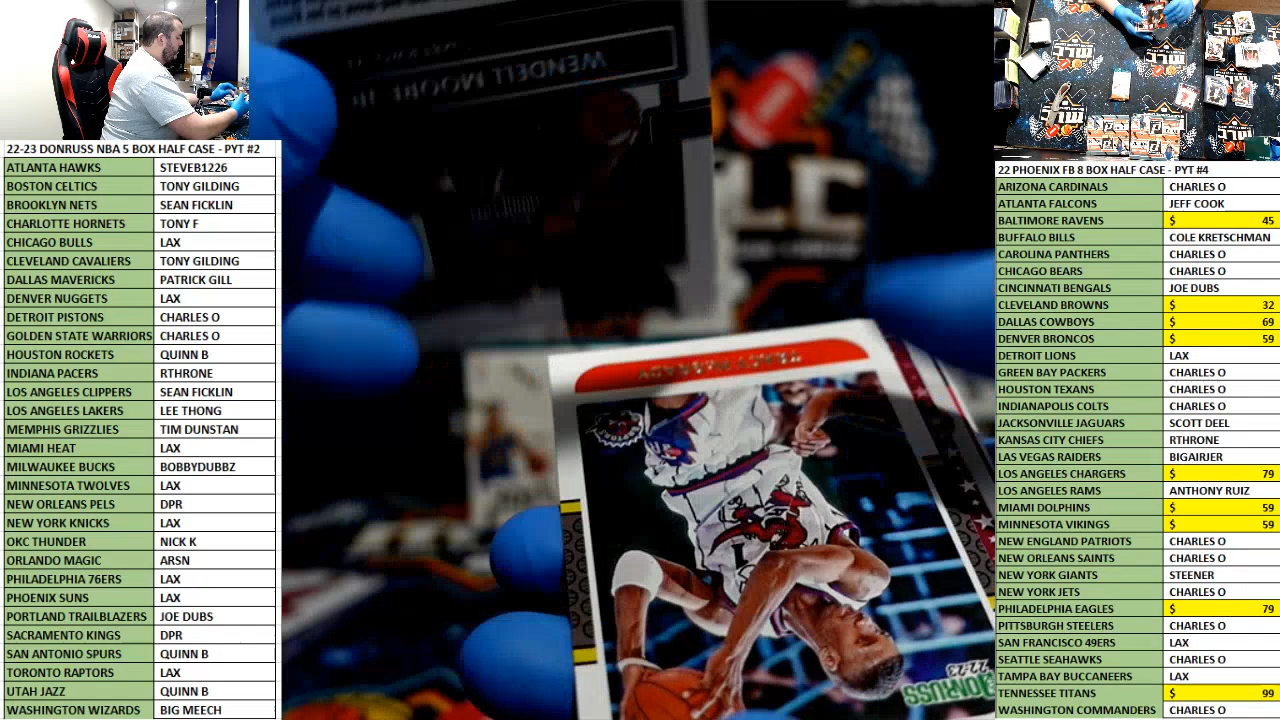 22-23 DONRUSS NBA 5 BOX HALF CASE - PYT #2
ATLANTA HAWKS STEVEB1226
BOSTON CELTICS TONY GILDING
BROOKLYN NETS SEAN FICKLIN
CHARLOTTE HORNETS TONY F
CHICAGO BULLS LAX
CLEVELAND CAVALIERS TONY GILDING
DALLAS MAVERICKS PATRICK GILL
DENVER NUGGETS LAX
DETROIT PISTONS CHARLES O
GOLDEN STATE WARRIORS CHARLES O
HOUSTON ROCKETS QUINN B
INDIANA PACERS RTHRONE
LOS ANGELES CLIPPERS SEAN FICKLIN
LOS ANGELES LAKERS LEE THONG
MEMPHIS GRIZZLIES TIM DUNSTAN
MIAMI HEAT LAX
MILWAUKEE BUCKS BOBBYDUBBZ
MINNESOTA TWOLVES LAX
NEW ORLEANS PELS DPR
NEW YORK KNICKS LAX
OKC THUNDER NICK K
ORLANDO MAGIC ARSN
PHILADELPHIA 76ERS LAX
PHOENIX SUNS LAX
PORTLAND TRAILBLAZERS JOE DUBS
SACRAMENTO KINGS DPR
SAN ANTONIO SPURS QUINN B
TORONTO RAPTORS LAX
UTAH JAZZ QUINN B
WASHINGTON WIZARDS BIG MEECH
WENDELL MOORE JR.
TRACY McGRADY
22-23
DONRUSS
22 PHOENIX FB 8 BOX HALF CASE - PYT #4
ARIZONA CARDINALS CHARLES O
ATLANTA FALCONS JEFF COOK
BALTIMORE RAVENS $ 45
BUFFALO BILLS COLE KRETSCHMAN
CAROLINA PANTHERS CHARLES O
CHICAGO BEARS CHARLES O
CINCINNATI BENGALS JOE DUBS
CLEVELAND BROWNS $ 32
DALLAS COWBOYS $ 69
DENVER BRONCOS $ 59
DETROIT LIONS LAX
GREEN BAY PACKERS CHARLES O
HOUSTON TEXANS CHARLES O
INDIANAPOLIS COLTS CHARLES O
JACKSONVILLE JAGUARS SCOTT DEEL
KANSAS CITY CHIEFS RTHRONE
LAS VEGAS RAIDERS BIGAIRJER
LOS ANGELES CHARGERS $ 79
LOS ANGELES RAMS ANTHONY RUIZ
MIAMI DOLPHINS $ 59
MINNESOTA VIKINGS $ 59
NEW ENGLAND PATRIOTS CHARLES O
NEW ORLEANS SAINTS CHARLES O
NEW YORK GIANTS STEENER
NEW YORK JETS CHARLES O
PHILADELPHIA EAGLES $ 79
PITTSBURGH STEELERS CHARLES O
SAN FRANCISCO 49ERS LAX
SEATTLE SEAHAWKS CHARLES O
TAMPA BAY BUCCANEERS LAX
TENNESSEE TITANS $ 99
WASHINGTON COMMANDERS CHARLES O